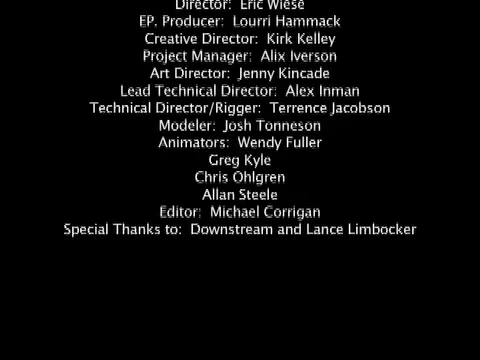 Director: Eric Wiese
EP. Producer: Lourri Hammack
Creative Director: Kirk Kelley
Project Manager: Alix Iverson
Art Director: Jenny Kincade
Lead Technical Director: Alex Inman
Technical Director/Rigger: Terrence Jacobson
Modeler: Josh Tonneson
Animators: Wendy Fuller
Greg Kyle
Chris Ohlgren
Allan Steele
Editor: Michael Corrigan
Special Thanks to: Downstream and Lance Limbocker